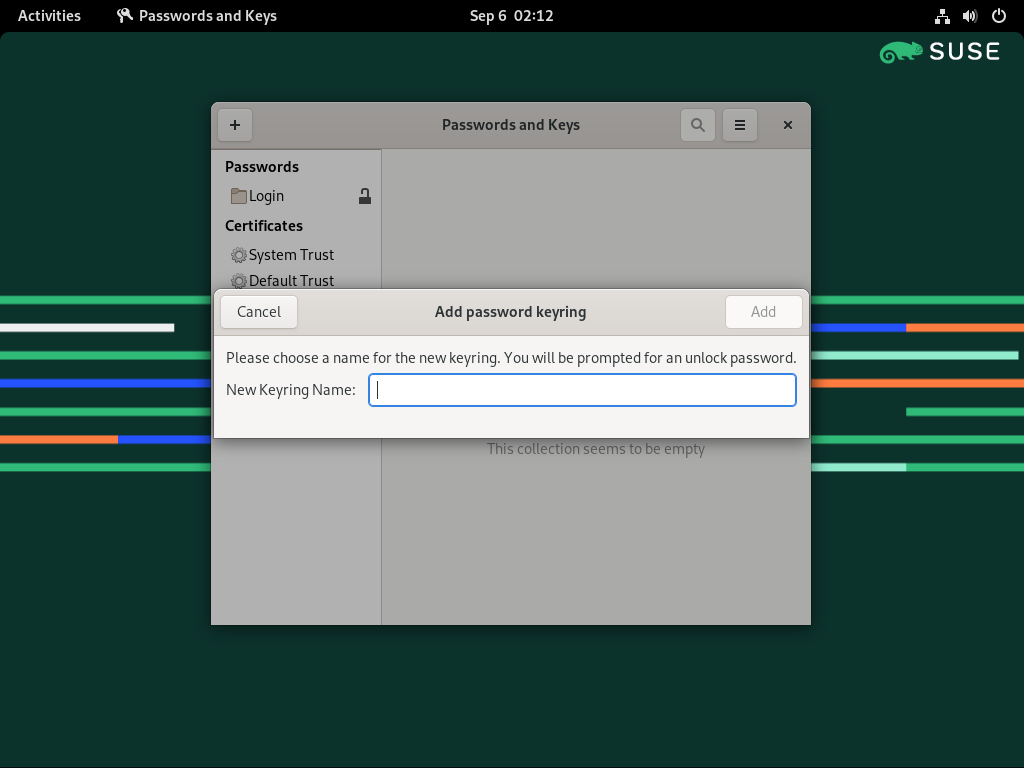 Activities Passwords and Keys Sep 6 02:12
SUSE
Passwords and Keys
Passwords
Login
Certificates
System Trust
Default Trust
Cancel Add password keyring Add
Please choose a name for the new keyring. You will be prompted for an unlock password.
New Keyring Name:
This collection seems to be empty